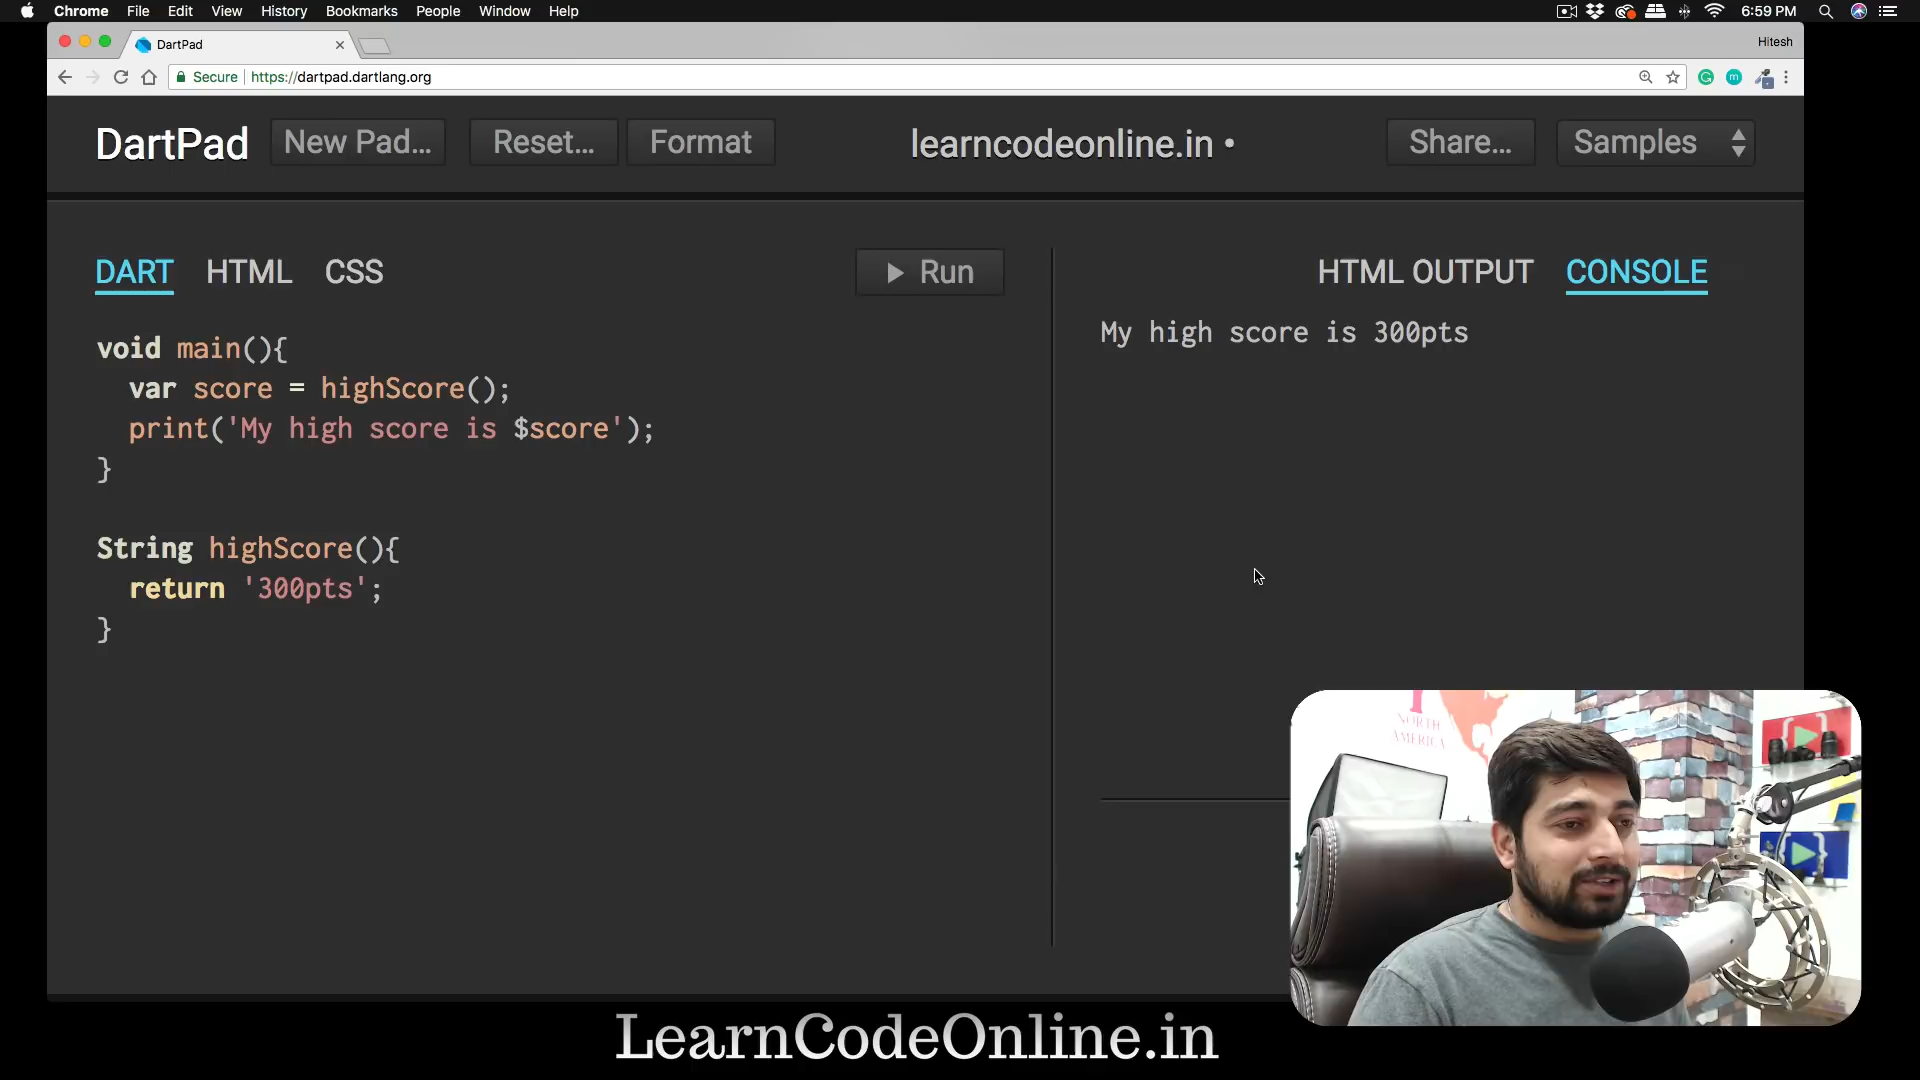 Chrome File Edit View History Bookmarks People Window Help 6:59 PM
DartPad Hitesh
Secure https://dartpad.dartlang.org
DartPad New Pad... Reset... Format learncodeonline.in • Share... Samples
DART HTML CSS Run HTML OUTPUT CONSOLE
My high score is 300pts
void main(){
var score = highScore();
print('My high score is $score');
}
String highScore(){
return '300pts';
}
NORTH
AMERICA
LearnCodeOnline.in